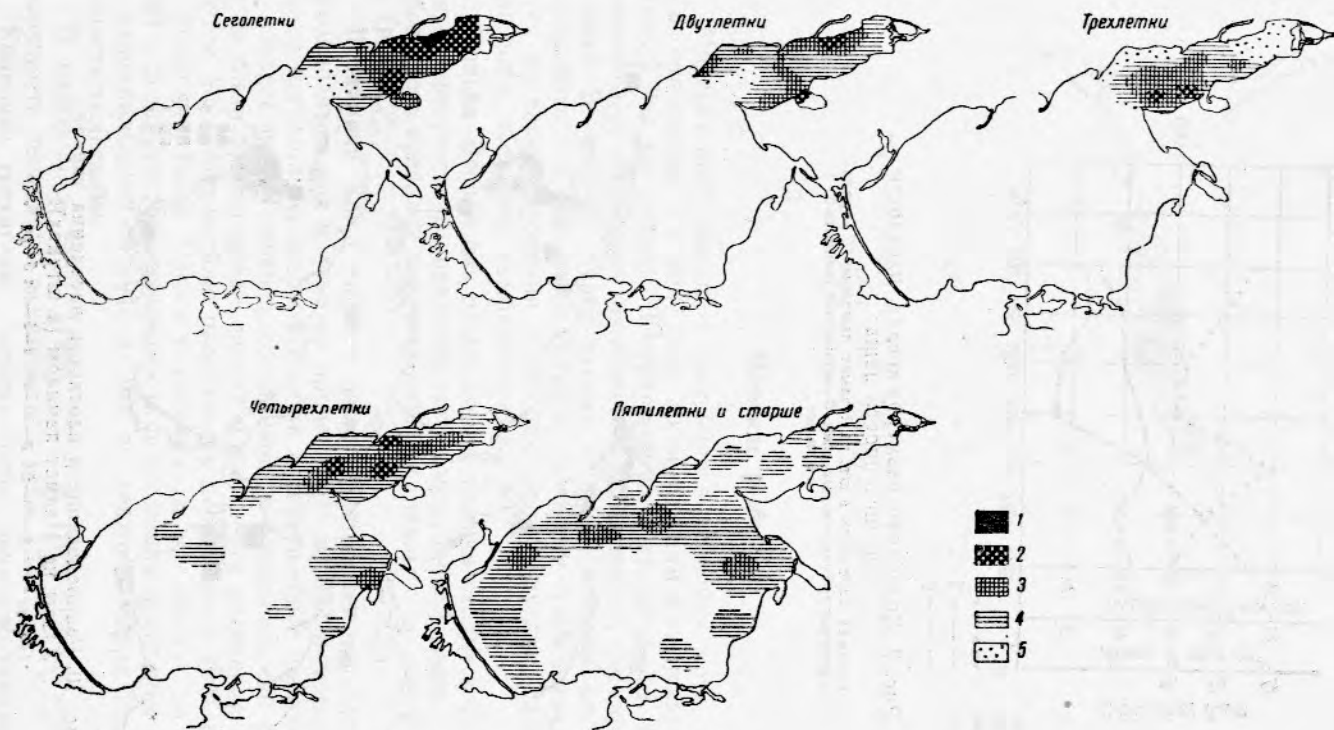 Сеголетки
Двухлетки
Трехлетки
Четырехлетки
Пятилетки и старше
1
2
3
4
5